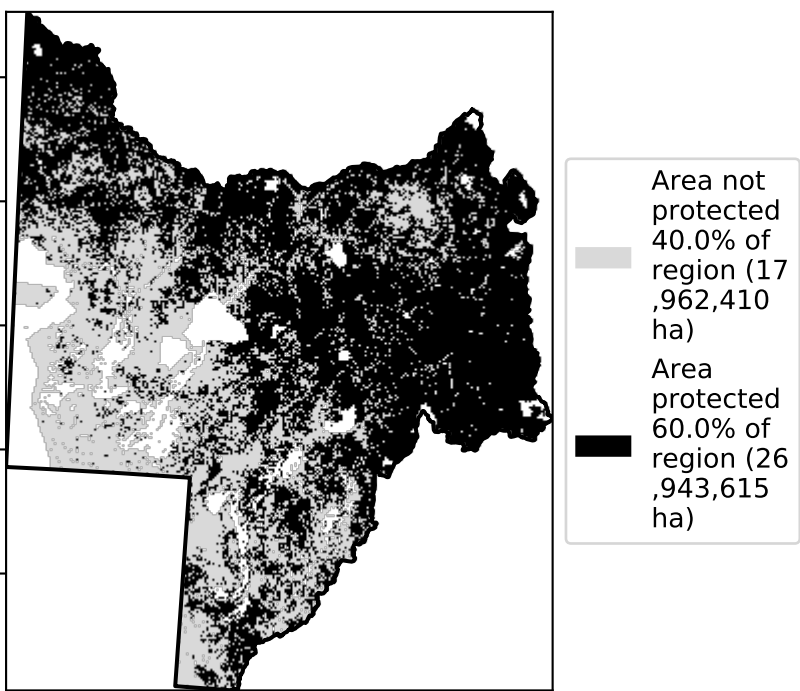 Area not
protected
40.0% of
region (17
,962,410
ha)
Area
protected
60.0% of
region (26
,943,615
ha)